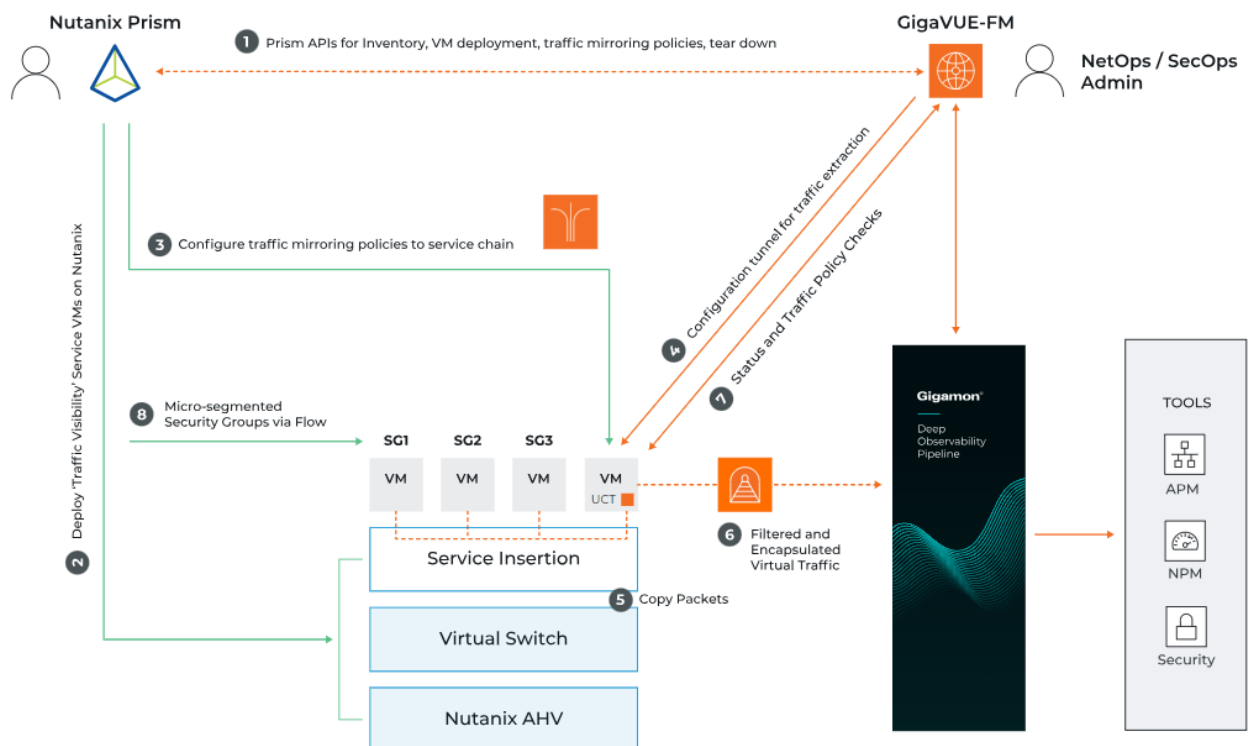 Nutanix Prism
GigaVUE-FM
1 Prism APIs for Inventory, VM deployment, traffic mirroring policies, tear down
NetOps / SecOps
Admin
2 Deploy 'Traffic Visibility' Service VMs on Nutanix
3 Configure traffic mirroring policies to service chain
4 Configuration tunnel for traffic extraction
7 Status and Traffic Policy Checks
8 Micro-segmented
Security Groups via Flow
SG1 SG2 SG3
VM VM VM VM
UCT
Service Insertion
5 Copy Packets
Virtual Switch
Nutanix AHV
6 Filtered and
Encapsulated
Virtual Traffic
Gigamon®
Deep
Observability
Pipeline
TOOLS
APM
NPM
Security